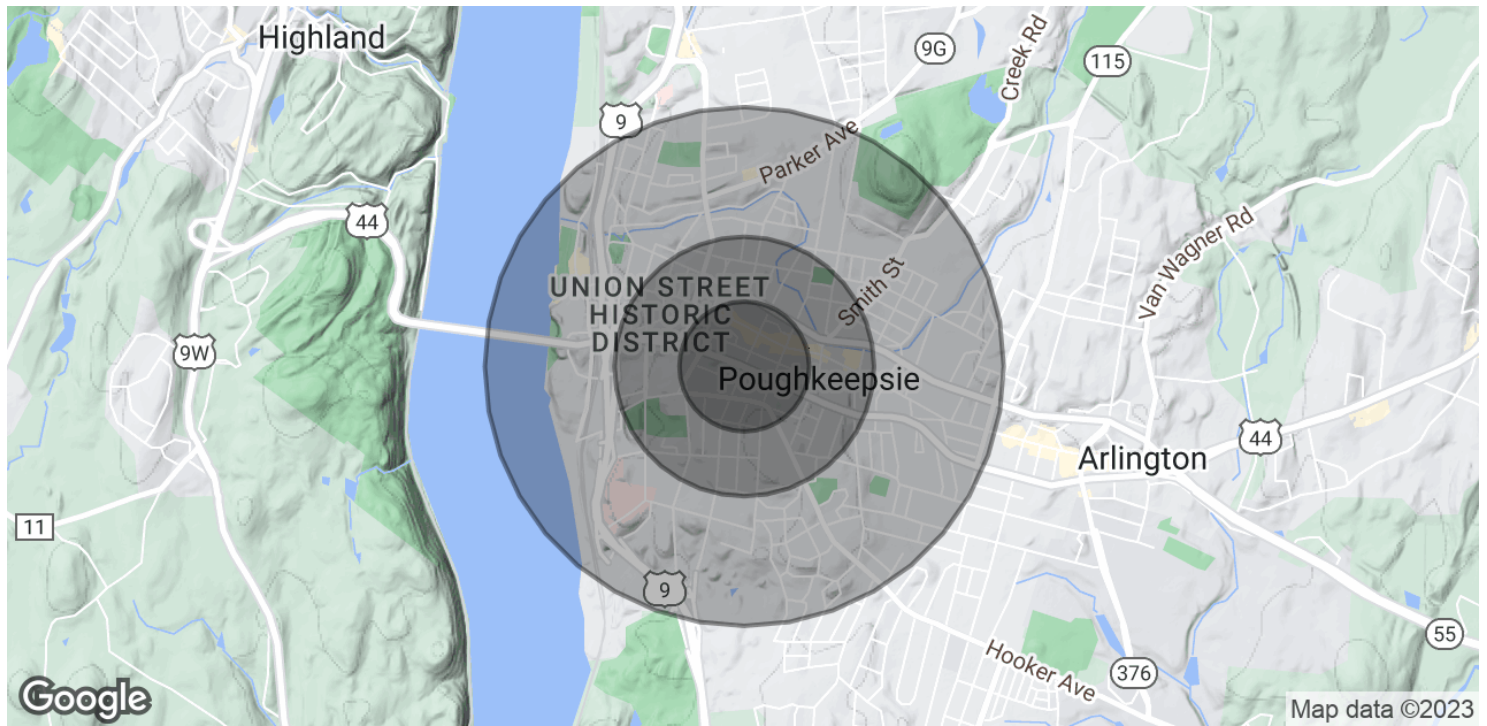 Highland
9G
Creek Rd
115
9
Parker Ave
44
Van Wagner Rd
UNION STREET
HISTORIC
DISTRICT
Smith St
9W
Poughkeepsie
44
Arlington
11
9
55
Hooker Ave
376
Google
Map data ©2023